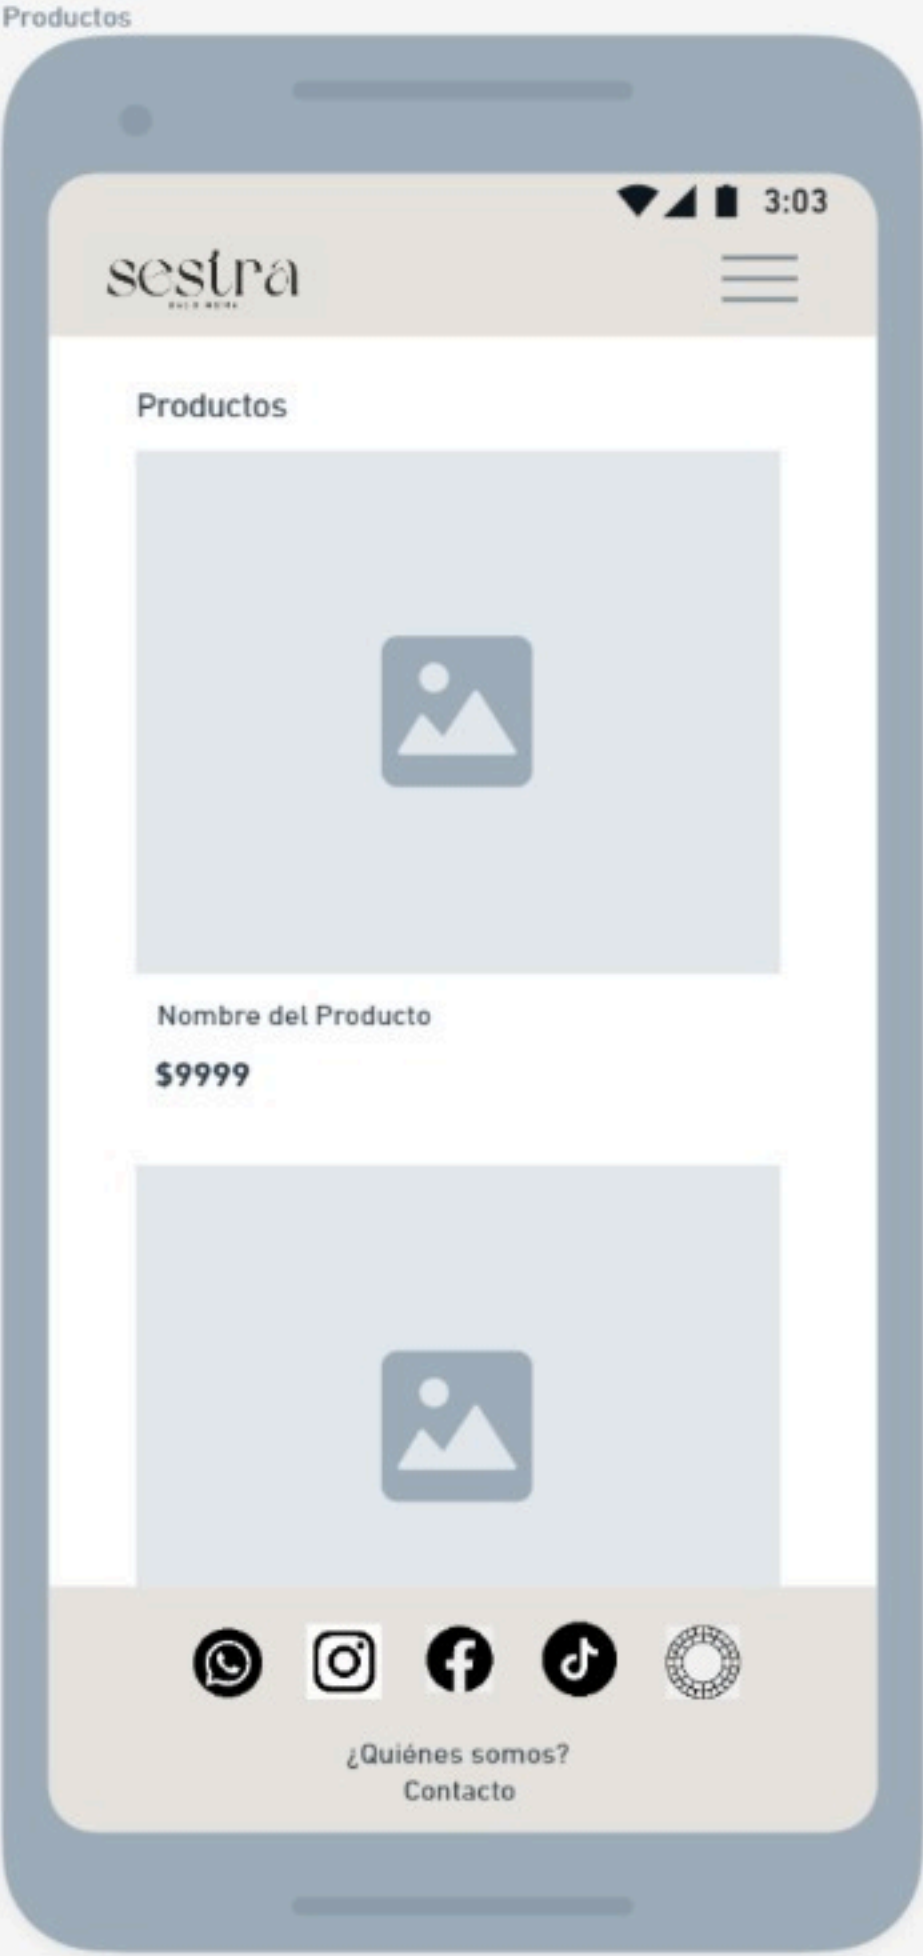 Productos
3:03
sestra
Productos
Nombre del Producto
$9999
¿Quiénes somos?
Contacto